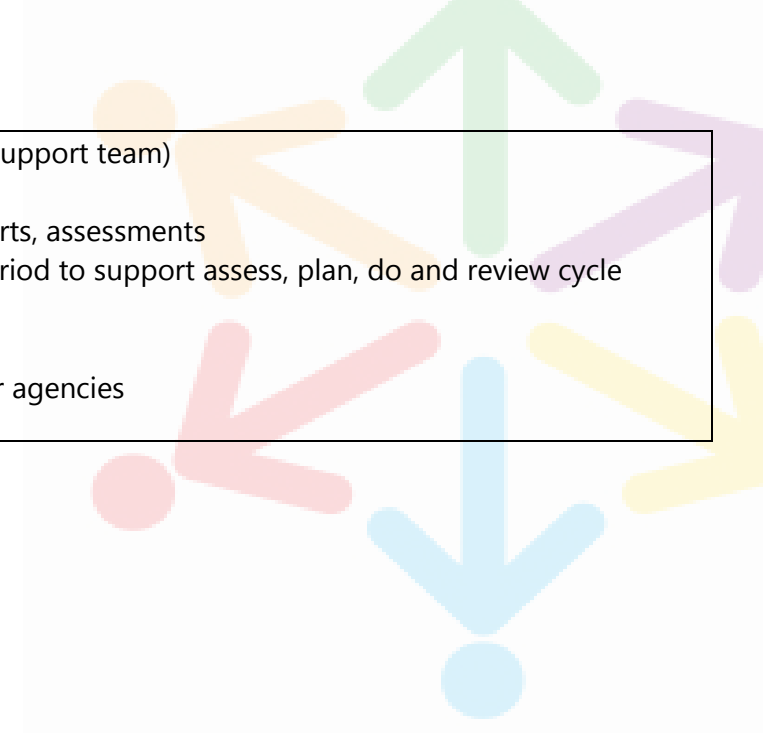 upport team)
rts, assessments
riod to support assess, plan, do and review cycle
r agencies